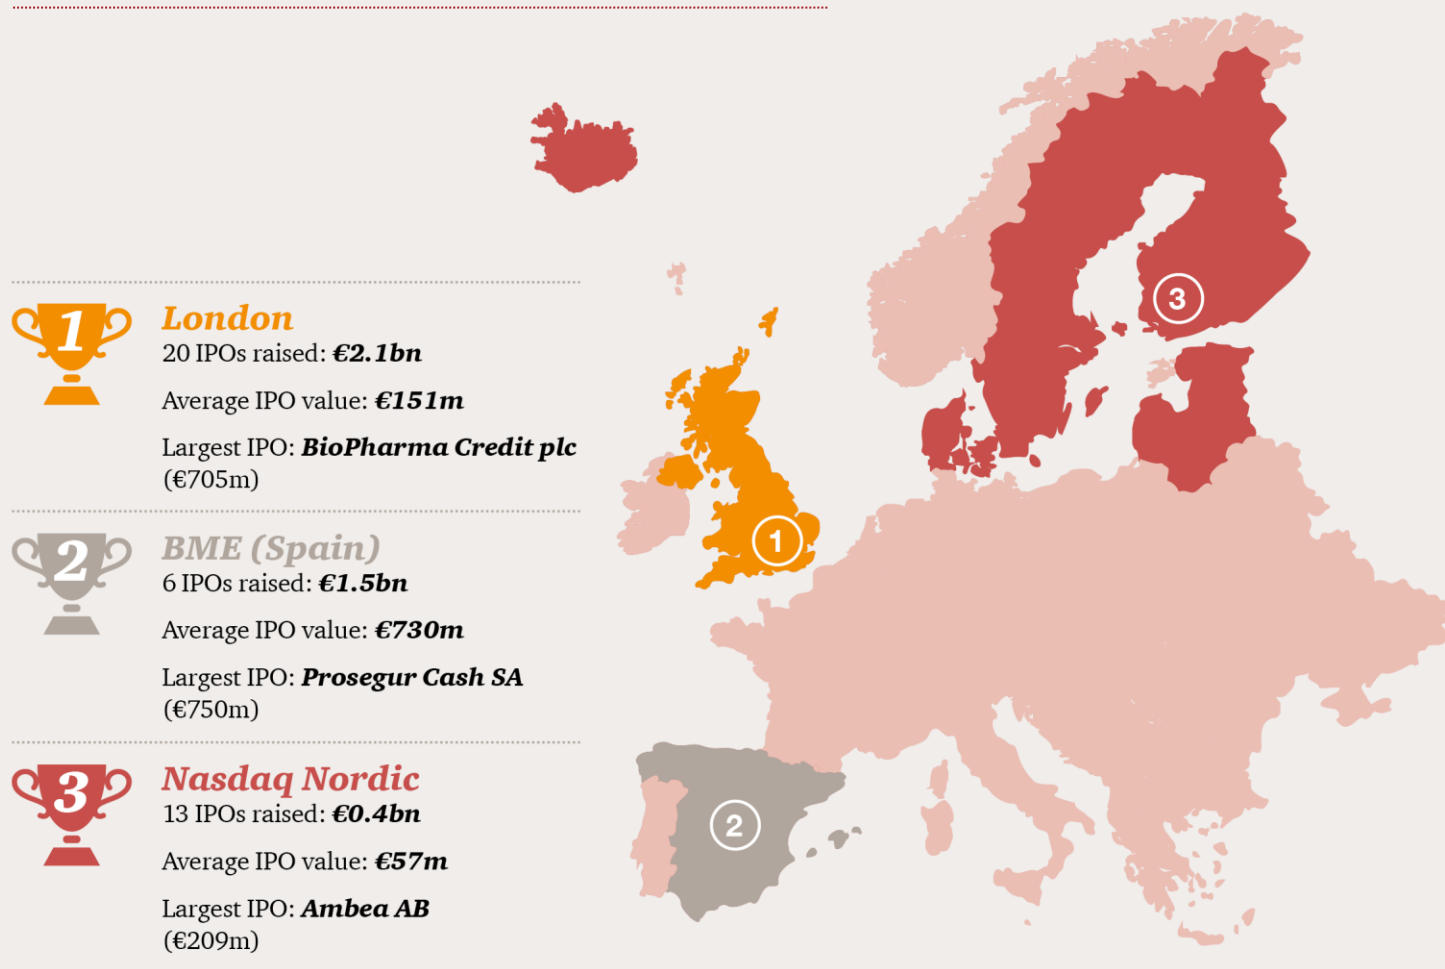 1
London
20 IPOs raised: €2.1bn
Average IPO value: €151m
Largest IPO: BioPharma Credit plc
(€705m)
2
BME (Spain)
6 IPOs raised: €1.5bn
Average IPO value: €730m
Largest IPO: Prosegur Cash SA
(€750m)
3
Nasdaq Nordic
13 IPOs raised: €0.4bn
Average IPO value: €57m
Largest IPO: Ambea AB
(€209m)
3
1
2